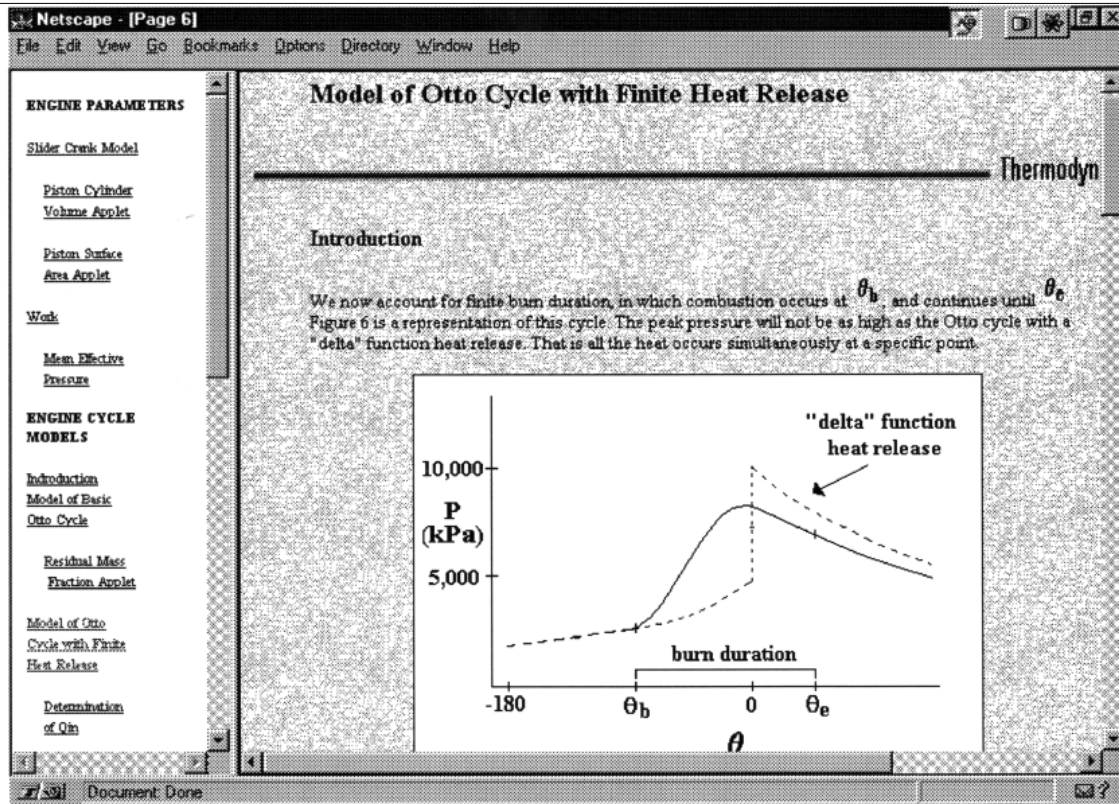 Netscape - [Page 6]
File Edit View Go Bookmarks Options Directory Window Help
ENGINE PARAMETERS
Slider Crank Model
Piston Cylinder
Volume Applet
Piston Surface
Area Applet
Work
Mean Effective
Pressure
ENGINE CYCLE
MODELS
Indroduction
Model of Basic
Otto Cycle
Residual Mass
Fraction Applet
Model of Otto
Cycle with Finite
Heat Release
Determination
of Qin
Model of Otto Cycle with Finite Heat Release
Thermodyn
Introduction
We now account for finite burn duration, in which combustion occurs at θb, and continues until θe
Figure 6 is a representation of this cycle. The peak pressure will not be as high as the Otto cycle with a
"delta" function heat release. That is all the heat occurs simultaneously at a specific point.
"delta" function
heat release
10,000
P
(kPa)
5,000
burn duration
-180 θb 0 θe
θ
Document: Done